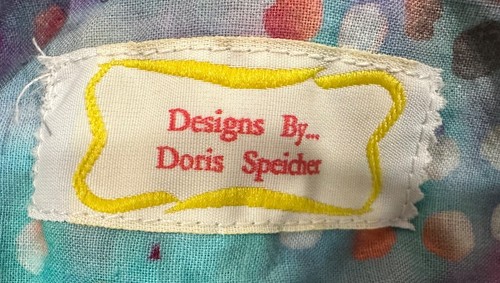 Designs By...
Doris Speicher